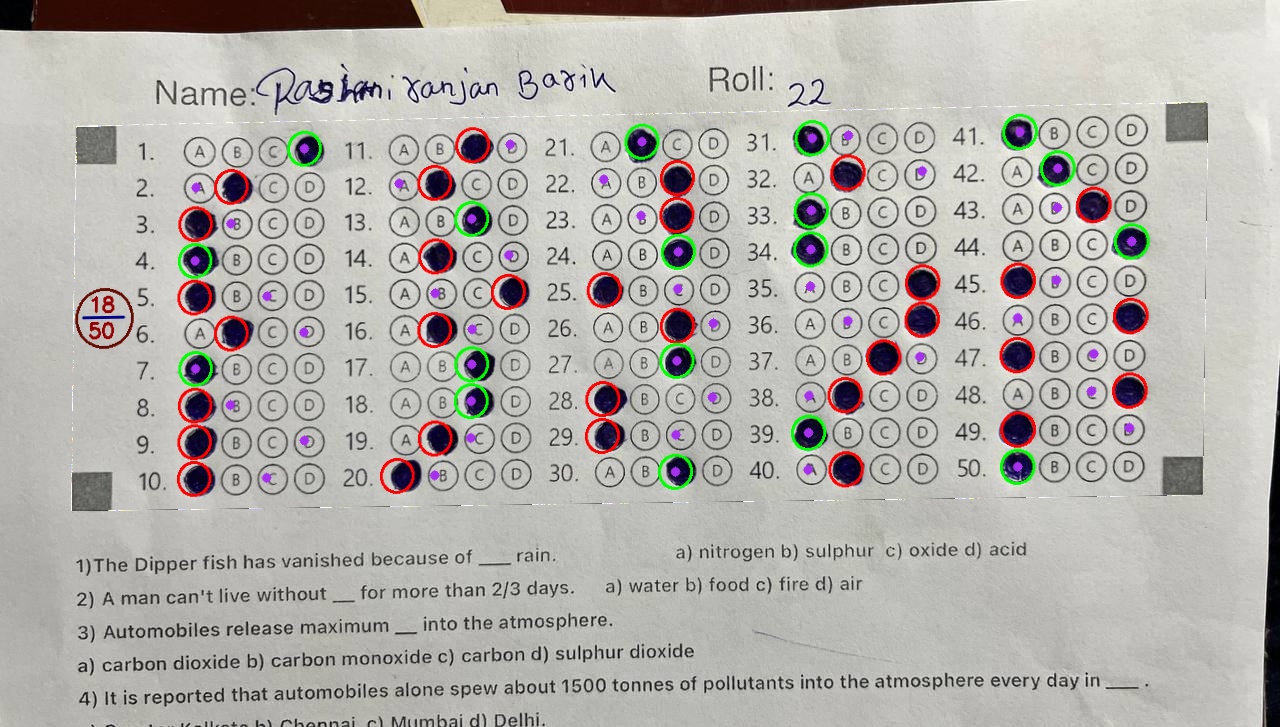 Name: Rashmi ranjan Barik Roll: 22
1. A B C 11. A B D 21. A C D 31. B C D 41. B C D
2. A C D 12. A C D 22. A B D 32. A C D 42. A C D
3. B C D 13. A B D 23. A B D 33. B C D 43. A B D
4. B C D 14. A C D 24. A B D 34. B C D 44. A B C
5. B C D 15. A B C 25. B C D 35. A B C 45. B C D
18
50
6. A C D 16. A C D 26. A B D 36. A B C 46. A B C
7. B C D 17. A B D 27. A B D 37. A B D 47. B C D
8. B C D 18. A B D 28. B C D 38. A C D 48. A B C
9. B C D 19. A C D 29. B C D 39. B C D 49. B C D
10. B C D 20. B C D 30. A B D 40. A C D 50. B C D
1)The Dipper fish has vanished because of ___ rain. a) nitrogen b) sulphur c) oxide d) acid
2) A man can't live without __ for more than 2/3 days. a) water b) food c) fire d) air
3) Automobiles release maximum __ into the atmosphere.
a) carbon dioxide b) carbon monoxide c) carbon d) sulphur dioxide
4) It is reported that automobiles alone spew about 1500 tonnes of pollutants into the atmosphere every day in ___ .
Kolkata b) Chennai c) Mumbai d) Delhi.